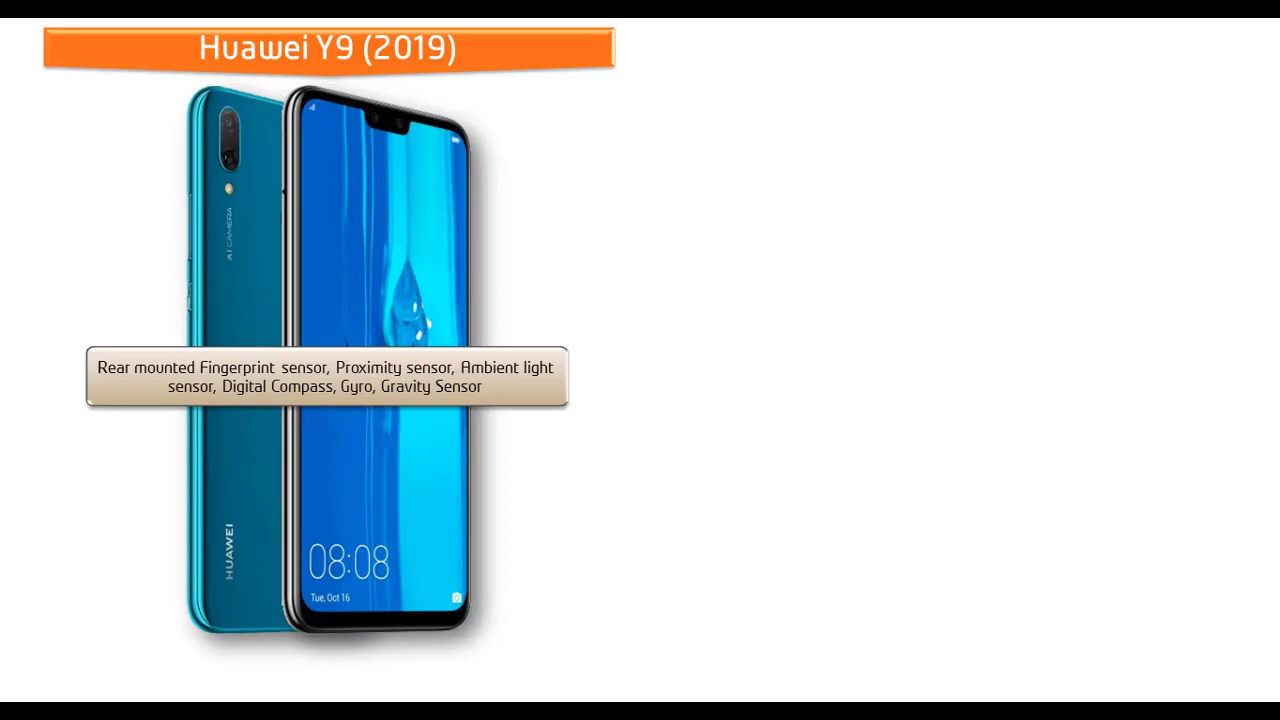 Huawei Y9 (2019)
AI CAMERA
Rear mounted Fingerprint sensor, Proximity sensor, Ambient light
sensor, Digital Compass, Gyro, Gravity Sensor
HUAWEI
08:08
Tue, Oct 16